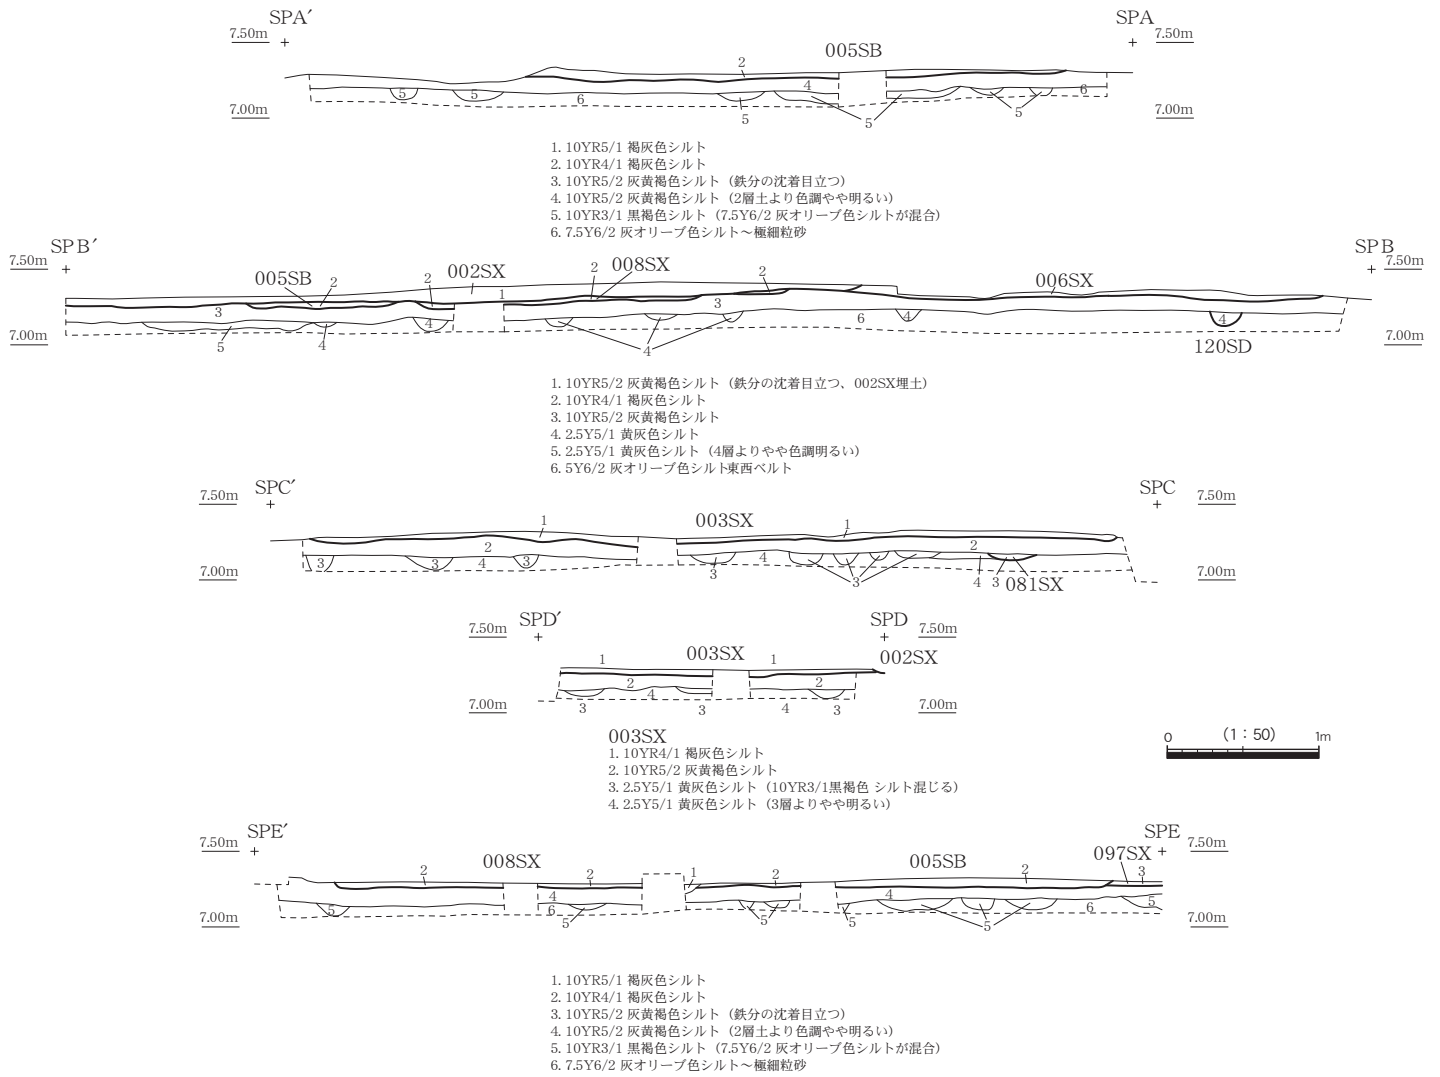 SPA′ SPA
7.50m 7.50m
005SB
2
4
5 5 6 6
7.00m 5 5 5 7.00m
1. 10YR5/1 褐灰色シルト
2. 10YR4/1 褐灰色シルト
3. 10YR5/2 灰黄褐色シルト（鉄分の沈着目立つ）
4. 10YR5/2 灰黄褐色シルト（2層土より色調やや明るい）
5. 10YR3/1 黒褐色シルト（7.5Y6/2 灰オリーブ色シルトが混合）
6. 7.5Y6/2 灰オリーブ色シルト〜極細粒砂
SPB′ SPB
7.50m 7.50m
005SB 2 2 002SX 2 008SX 2 006SX
1
3 3
4 6 4 4
7.00m 5 4 4 7.00m
120SD
1. 10YR5/2 灰黄褐色シルト（鉄分の沈着目立つ、002SX埋土）
2. 10YR4/1 褐灰色シルト
3. 10YR5/2 灰黄褐色シルト
4. 2.5Y5/1 黄灰色シルト
5. 2.5Y5/1 黄灰色シルト（4層よりやや色調明るい）
6. 5Y6/2 灰オリーブ色シルト東西ベルト
SPC′ SPC
7.50m 7.50m
1 003SX 1
2 2
3 3 4 3 4
7.00m 3 3 4 3 081SX 7.00m
SPD′ SPD
7.50m 7.50m
1 003SX 1 002SX
2 2
4
7.00m 3 3 4 3 7.00m
003SX
1. 10YR4/1 褐灰色シルト
2. 10YR5/2 灰黄褐色シルト
3. 2.5Y5/1 黄灰色シルト（10YR3/1黒褐色 シルト混じる）
4. 2.5Y5/1 黄灰色シルト（3層よりやや明るい）
0 （1：50） 1m
SPE′ SPE
7.50m 7.50m
2 008SX 2 1 2 005SB 2 097SX 3
4 4
5 6 6 5
7.00m 5 5 5 5 7.00m
1. 10YR5/1 褐灰色シルト
2. 10YR4/1 褐灰色シルト
3. 10YR5/2 灰黄褐色シルト（鉄分の沈着目立つ）
4. 10YR5/2 灰黄褐色シルト（2層土より色調やや明るい）
5. 10YR3/1 黒褐色シルト（7.5Y6/2 灰オリーブ色シルトが混合）
6. 7.5Y6/2 灰オリーブ色シルト〜極細粒砂